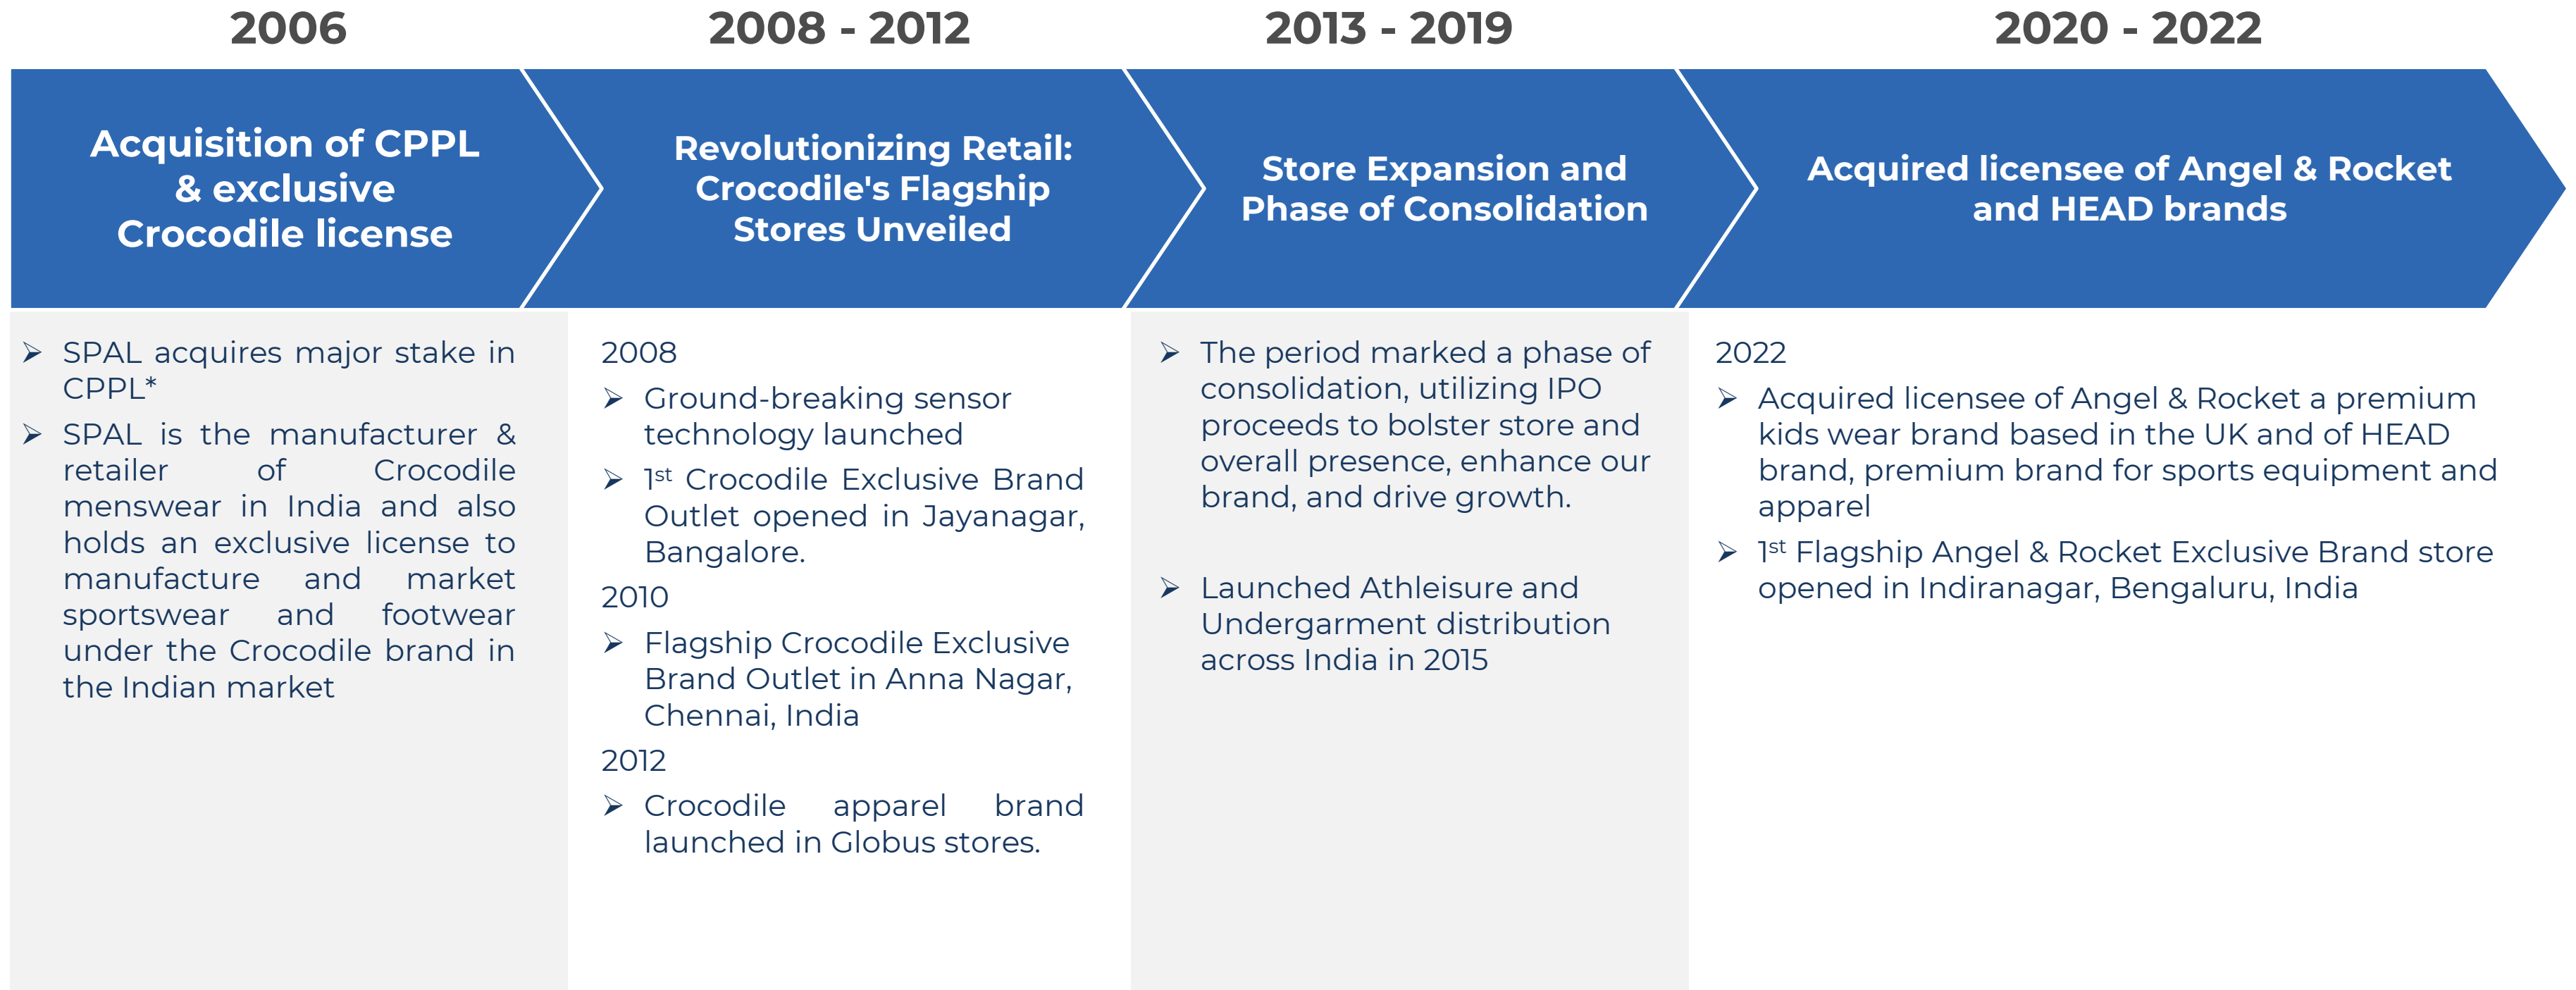 2006
Acquisition of CPPL
& exclusive
Crocodile license
➢ SPAL acquires major stake in
CPPL*
➢ SPAL is the manufacturer &
retailer of Crocodile
menswear in India and also
holds an exclusive license to
manufacture and market
sportswear and footwear
under the Crocodile brand in
the Indian market
2008 - 2012
Revolutionizing Retail:
Crocodile's Flagship
Stores Unveiled
2008
➢ Ground-breaking sensor
technology launched
➢ 1st Crocodile Exclusive Brand
Outlet opened in Jayanagar,
Bangalore.
2010
➢ Flagship Crocodile Exclusive
Brand Outlet in Anna Nagar,
Chennai, India
2012
➢ Crocodile apparel brand
launched in Globus stores.
2013 - 2019
Store Expansion and
Phase of Consolidation
➢ The period marked a phase of
consolidation, utilizing IPO
proceeds to bolster store and
overall presence, enhance our
brand, and drive growth.
➢ Launched Athleisure and
Undergarment distribution
across India in 2015
2020 - 2022
Acquired licensee of Angel & Rocket
and HEAD brands
2022
➢ Acquired licensee of Angel & Rocket a premium
kids wear brand based in the UK and of HEAD
brand, premium brand for sports equipment and
apparel
➢ 1st Flagship Angel & Rocket Exclusive Brand store
opened in Indiranagar, Bengaluru, India